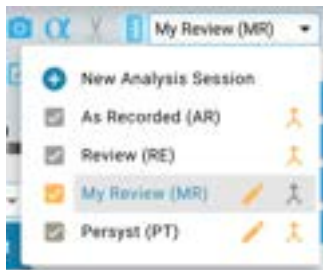 α My Review (MR)
New Analysis Session
As Recorded (AR)
Review (RE)
My Review (MR)
Persyst (PT)